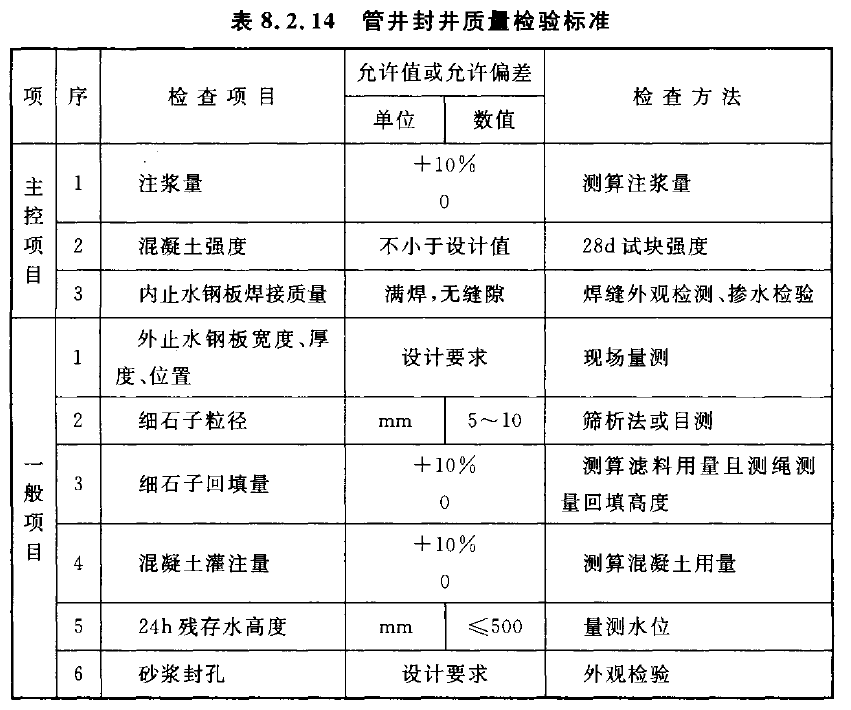 表 8.2.14 管井封井质量检验标准
项 序 检查项目 允许值或允许偏差 检查方法
单位 数值
主控项目
1 注浆量 +10% 0 测算注浆量
2 混凝土强度 不小于设计值 28d试块强度
3 内止水钢板焊接质量 满焊,无缝隙 焊缝外观检测、掺水检验
一般项目
1 外止水钢板宽度、厚
度、位置 设计要求 现场量测
2 细石子粒径 mm 5~10 筛析法或目测
3 细石子回填量 +10% 0 测算滤料用量且测绳测
量回填高度
4 混凝土灌注量 +10% 0 测算混凝土用量
5 24h残存水高度 mm ≤500 量测水位
6 砂浆封孔 设计要求 外观检验